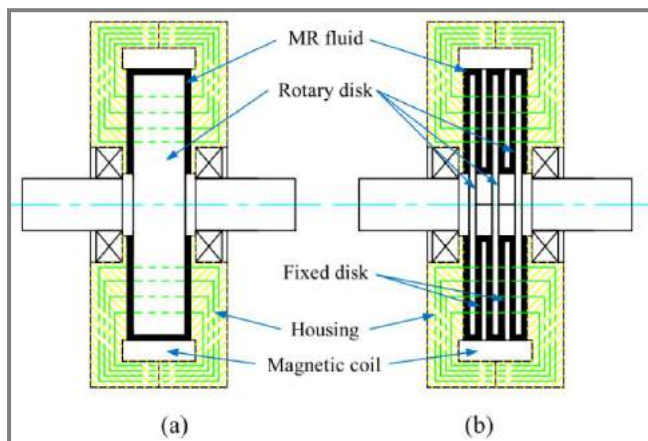 MR fluid
Rotary disk
Fixed disk
Housing
Magnetic coil
(a)
(b)